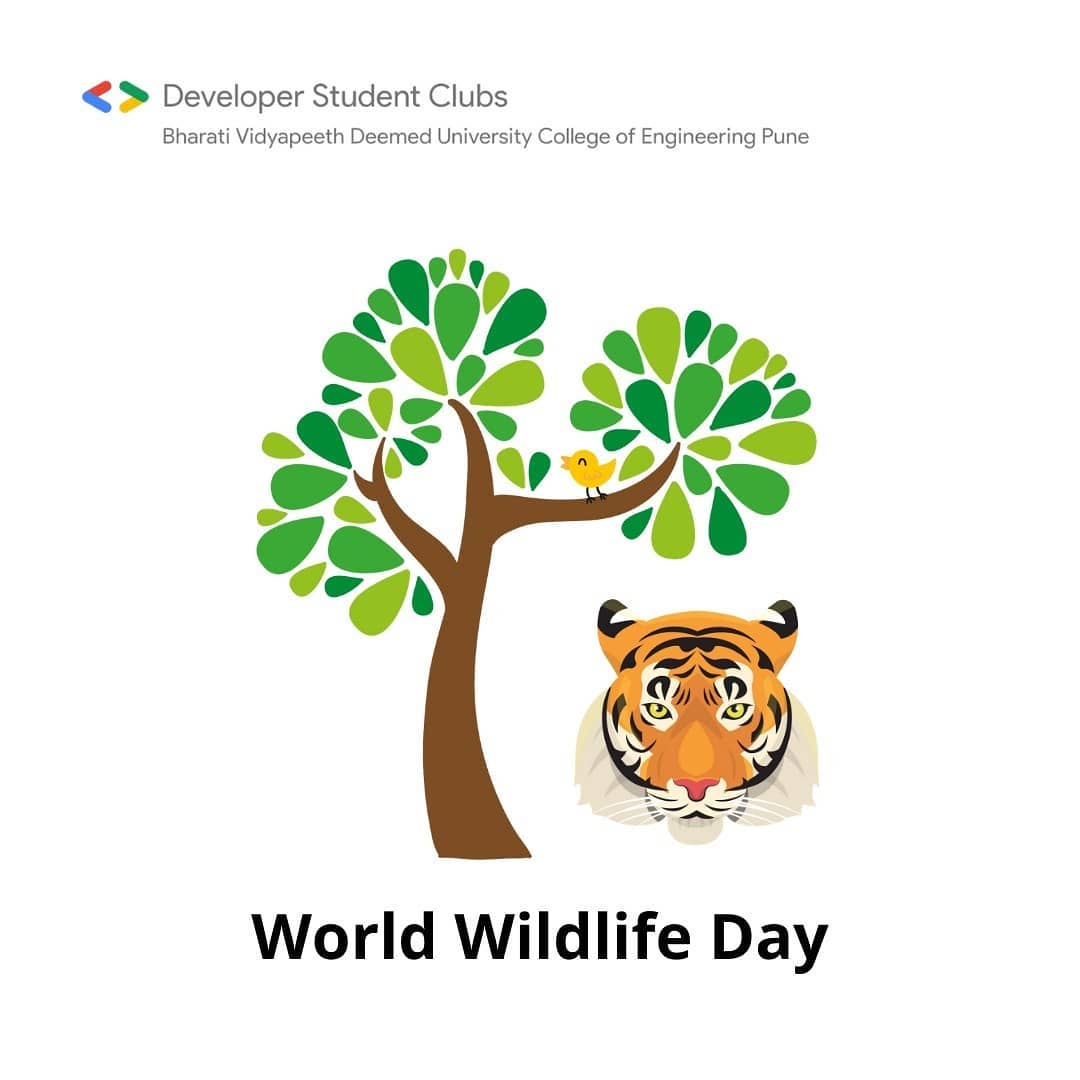 Developer Student Clubs
Bharati Vidyapeeth Deemed University College of Engineering Pune
World Wildlife Day